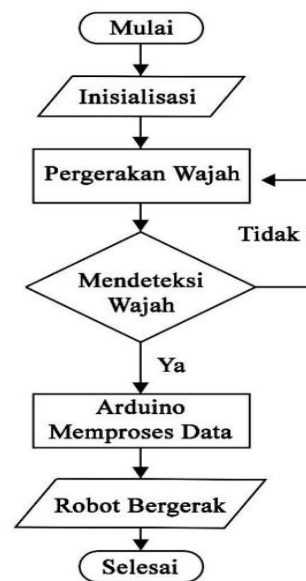 Mulai
Inisialisasi
Pergerakan Wajah
Tidak
Mendeteksi
Wajah
Ya
Arduino
Memproses Data
Robot Bergerak
Selesai